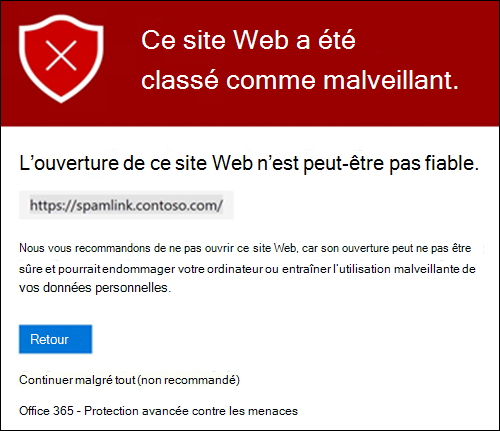 Ce site Web a été
classé comme malveillant.
L’ouverture de ce site Web n’est peut-être pas fiable.
https://spamlink.contoso.com/
Nous vous recommandons de ne pas ouvrir ce site Web, car son ouverture peut ne pas être
sûre et pourrait endommager votre ordinateur ou entraîner l’utilisation malveillante de
vos données personnelles.
Retour
Continuer malgré tout (non recommandé)
Office 365 - Protection avancée contre les menaces